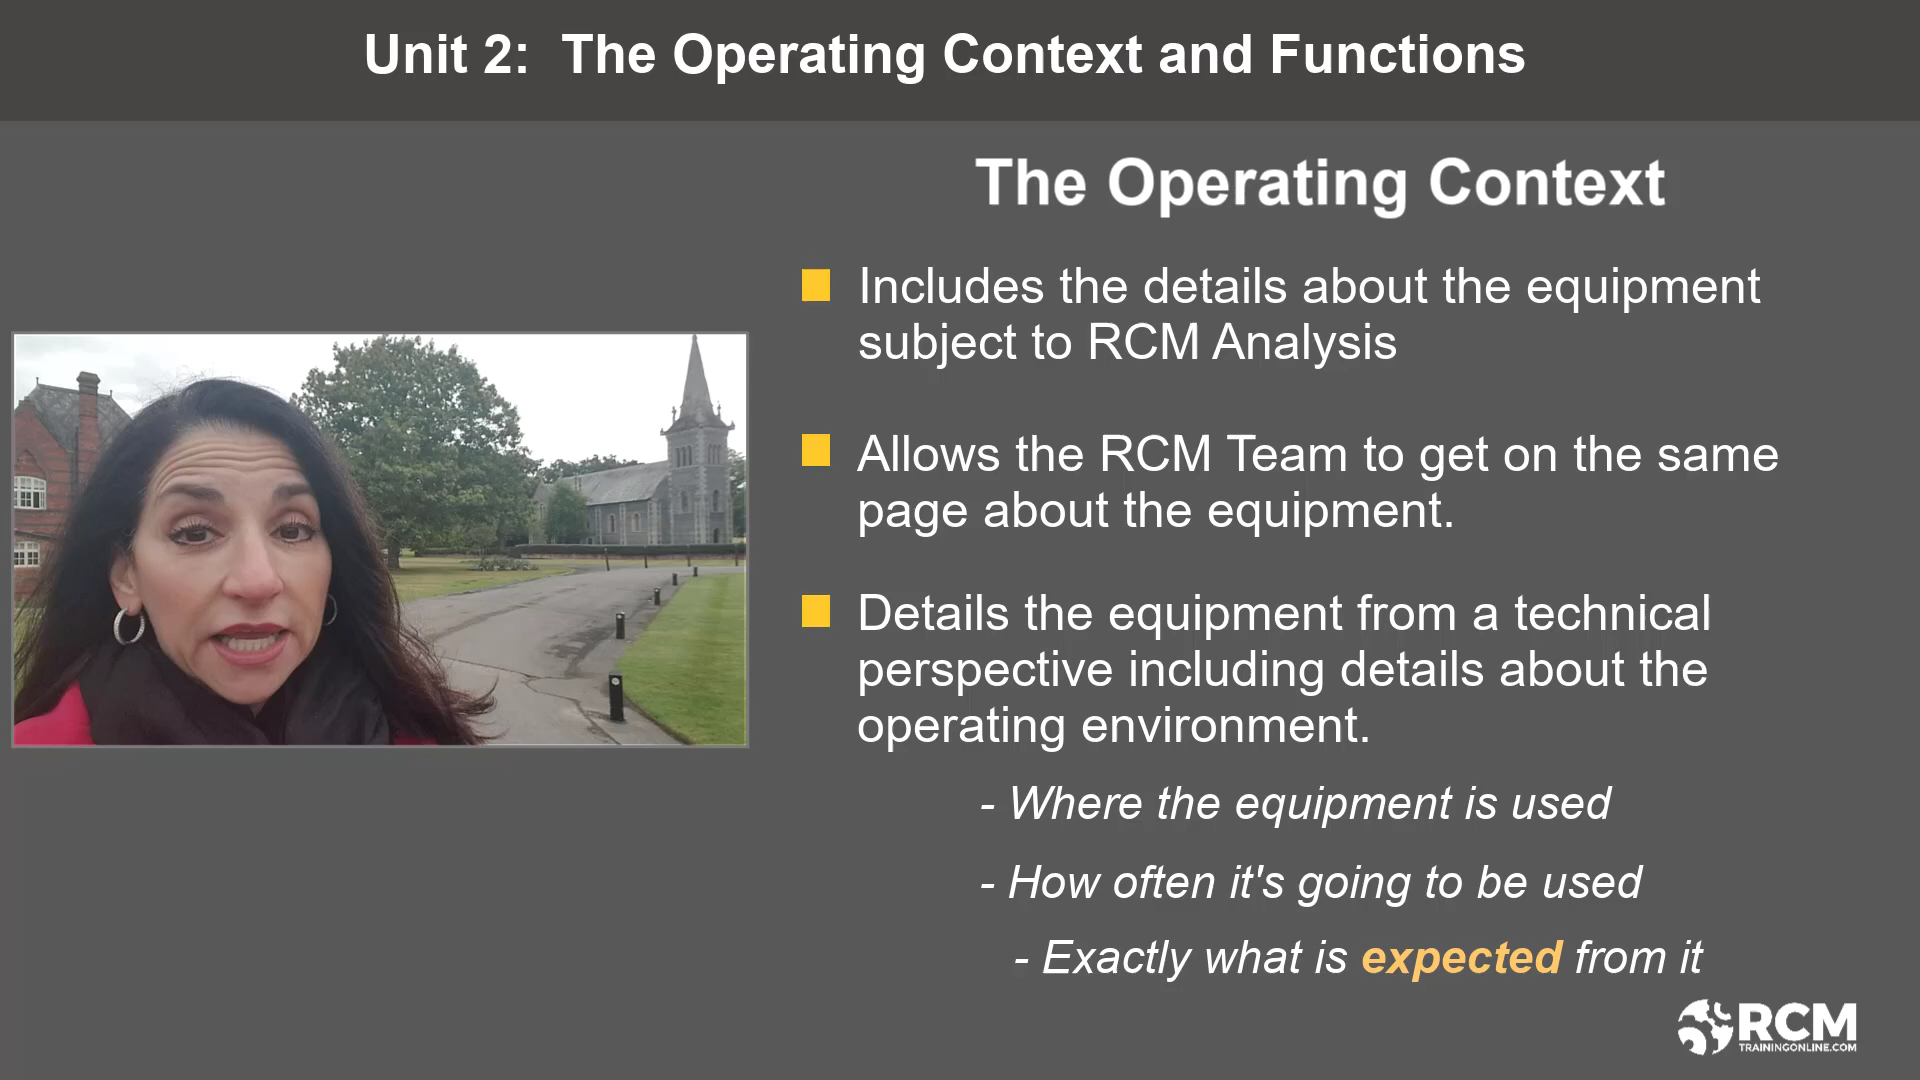 Unit 2:  The Operating Context and Functions
The Operating Context
Includes the details about the equipment
subject to RCM Analysis
Allows the RCM Team to get on the same
page about the equipment.
Details the equipment from a technical
perspective including details about the
operating environment.
- Where the equipment is used
- How often it's going to be used
- Exactly what is expected from it
RCM
TRAININGONLINE.COM